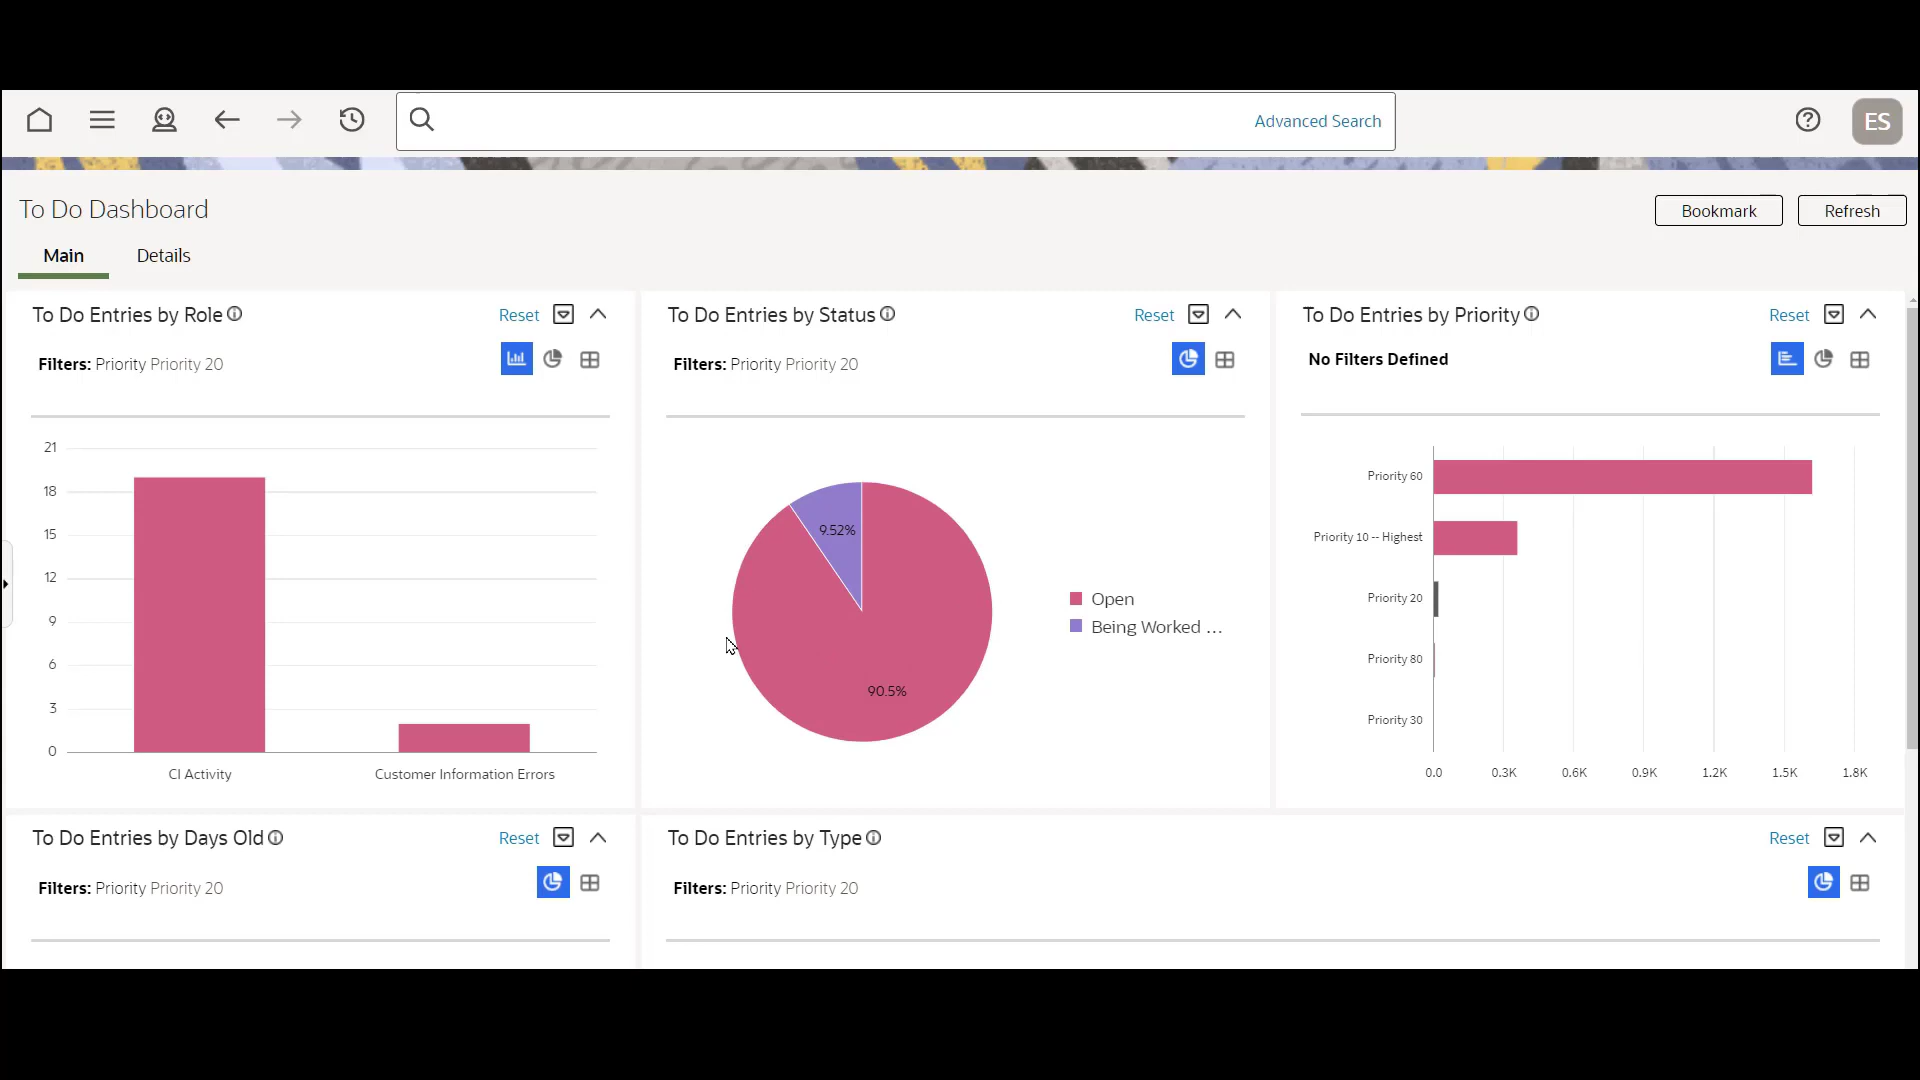 Advanced Search
ES
To Do Dashboard
Bookmark
Refresh
Main
Details
To Do Entries by Role
Reset
Filters: Priority Priority 20
21
18
15
12
9
6
3
0
CI Activity
Customer Information Errors
To Do Entries by Status
Reset
Filters: Priority Priority 20
9.52%
90.5%
Open
Being Worked ...
To Do Entries by Priority
Reset
No Filters Defined
Priority 60
Priority 10 -- Highest
Priority 20
Priority 80
Priority 30
0.0
0.3K
0.6K
0.9K
1.2K
1.5K
1.8K
To Do Entries by Days Old
Reset
Filters: Priority Priority 20
To Do Entries by Type
Reset
Filters: Priority Priority 20